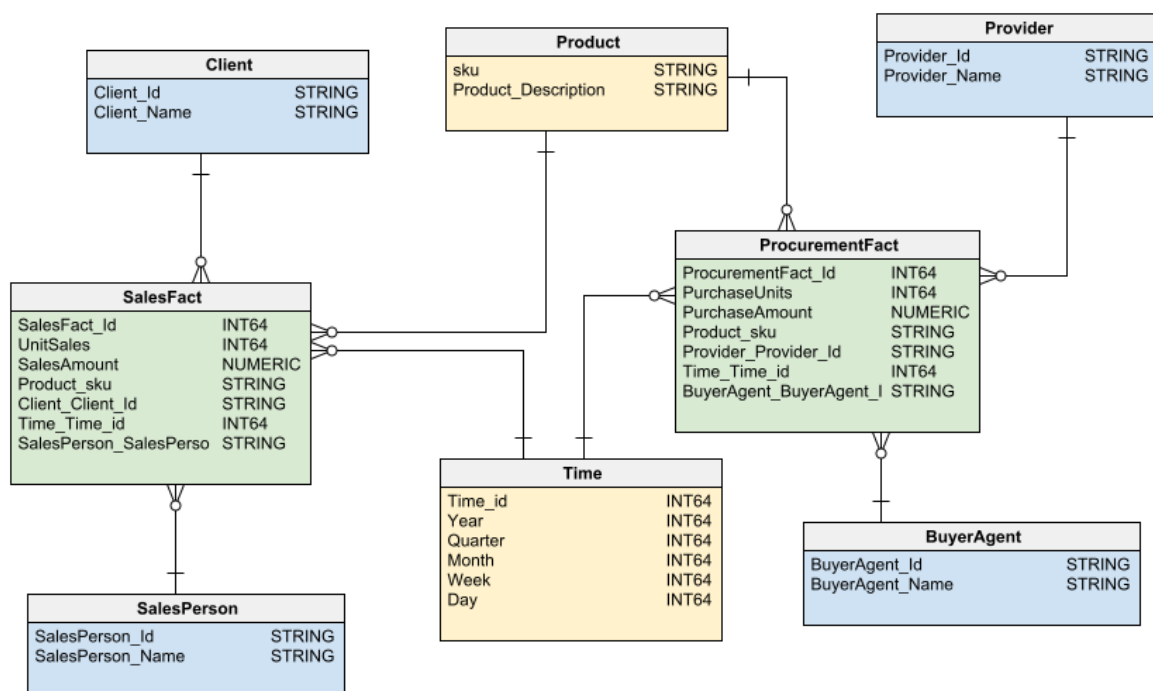 Client
Client_Id STRING
Client_Name STRING
Product
sku STRING
Product_Description STRING
Provider
Provider_Id STRING
Provider_Name STRING
SalesFact
SalesFact_Id INT64
UnitSales INT64
SalesAmount NUMERIC
Product_sku STRING
Client_Client_Id STRING
Time_Time_id INT64
SalesPerson_SalesPerso STRING
ProcurementFact
ProcurementFact_Id INT64
PurchaseUnits INT64
PurchaseAmount NUMERIC
Product_sku STRING
Provider_Provider_Id STRING
Time_Time_id INT64
BuyerAgent_BuyerAgent_I STRING
Time
Time_id INT64
Year INT64
Quarter INT64
Month INT64
Week INT64
Day INT64
BuyerAgent
BuyerAgent_Id STRING
BuyerAgent_Name STRING
SalesPerson
SalesPerson_Id STRING
SalesPerson_Name STRING